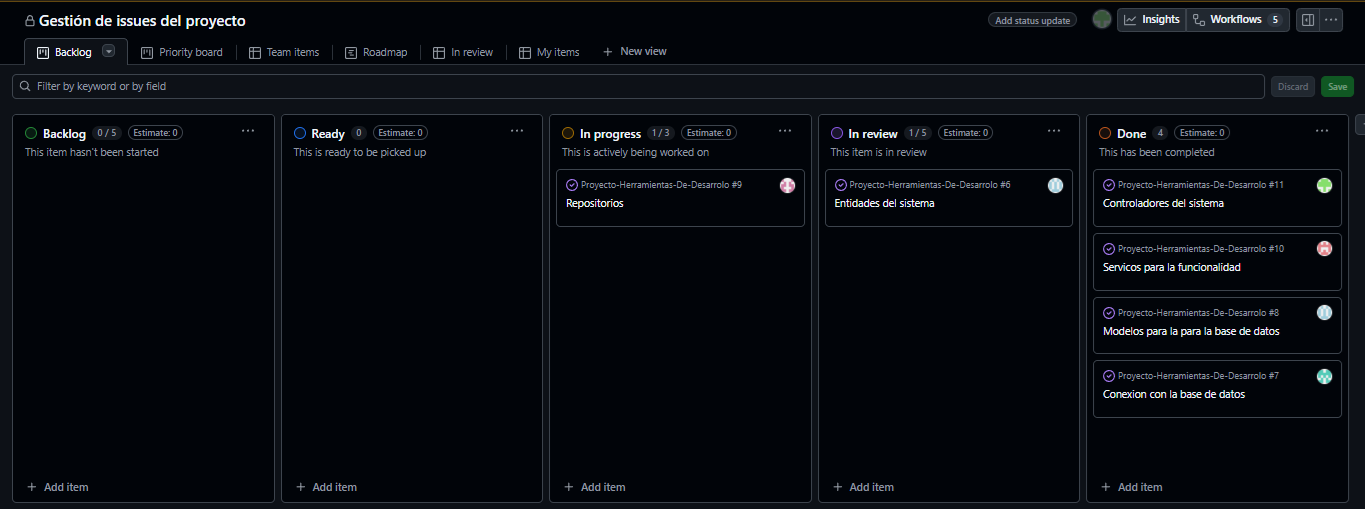 Gestión de issues del proyecto
Add status update
Insights
Workflows 5
Backlog
Priority board
Team items
Roadmap
In review
My items
New view
Filter by keyword or by field
Discard
Save
Backlog 0 / 5 Estimate: 0
This item hasn't been started
Add item
Ready 0 Estimate: 0
This is ready to be picked up
Add item
In progress 1 / 3 Estimate: 0
This is actively being worked on
Proyecto-Herramientas-De-Desarrolo #9
Repositorios
Add item
In review 1 / 5 Estimate: 0
This item is in review
Proyecto-Herramientas-De-Desarrolo #6
Entidades del sistema
Add item
Done 4 Estimate: 0
This has been completed
Proyecto-Herramientas-De-Desarrolo #11
Controladores del sistema
Proyecto-Herramientas-De-Desarrolo #10
Servicos para la funcionalidad
Proyecto-Herramientas-De-Desarrolo #8
Modelos para la para la base de datos
Proyecto-Herramientas-De-Desarrolo #7
Conexion con la base de datos
Add item